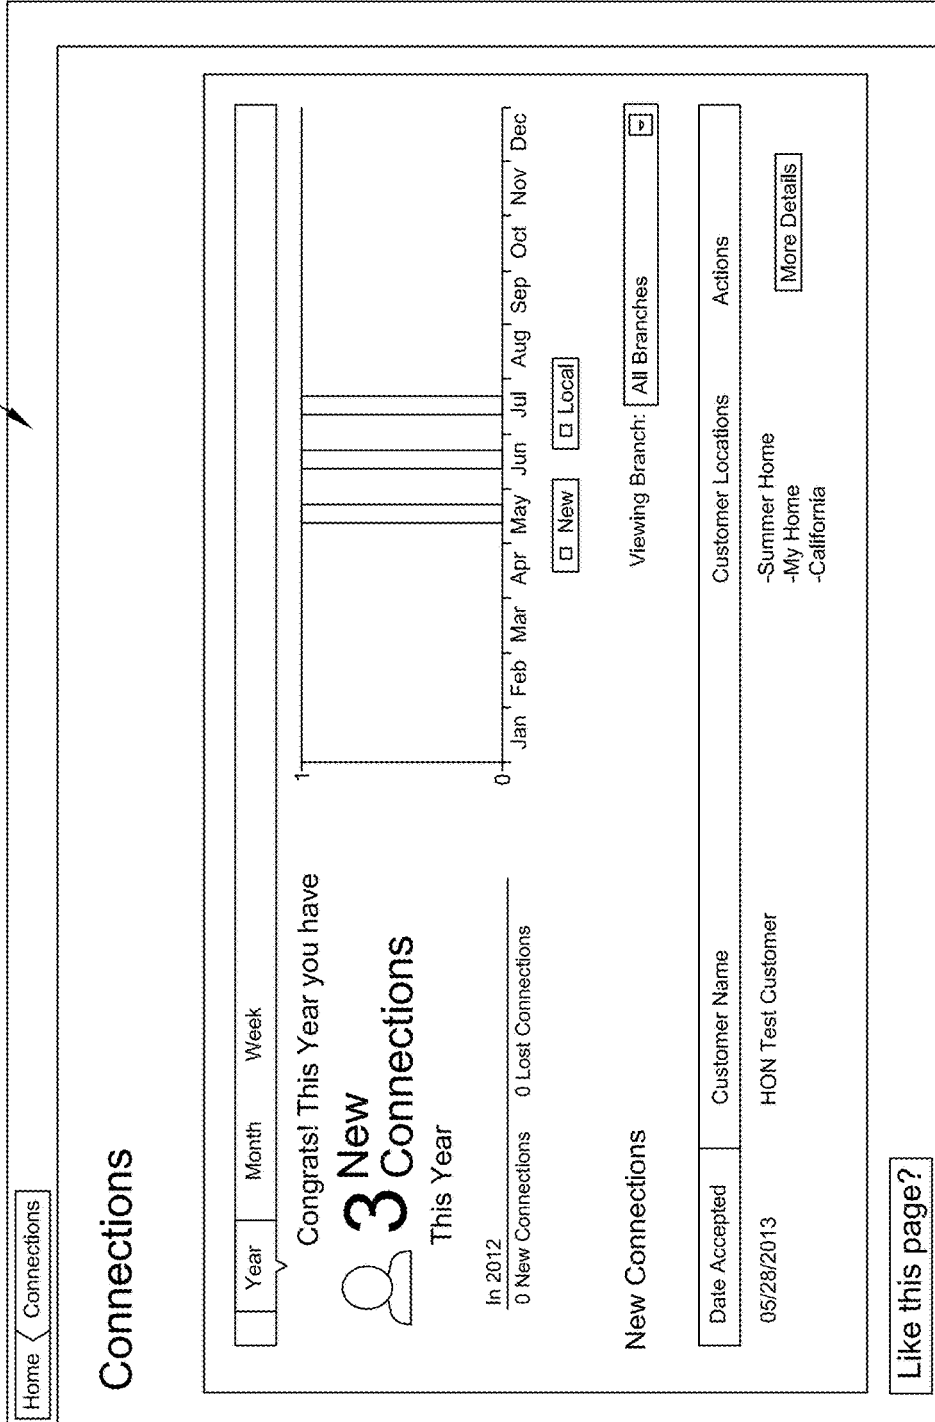 Home Connections
Connections
Year Month Week
Congrats! This Year you have
3 New
Connections
This Year
In 2012
0 New Connections 0 Lost Connections
1
0
Jan Feb Mar Apr May Jun Jul Aug Sep Oct Nov Dec
New Local
New Connections
Viewing Branch: All Branches
Date Accepted Customer Name Customer Locations Actions
05/28/2013 HON Test Customer -Summer Home More Details
-My Home
-California
Like this page?